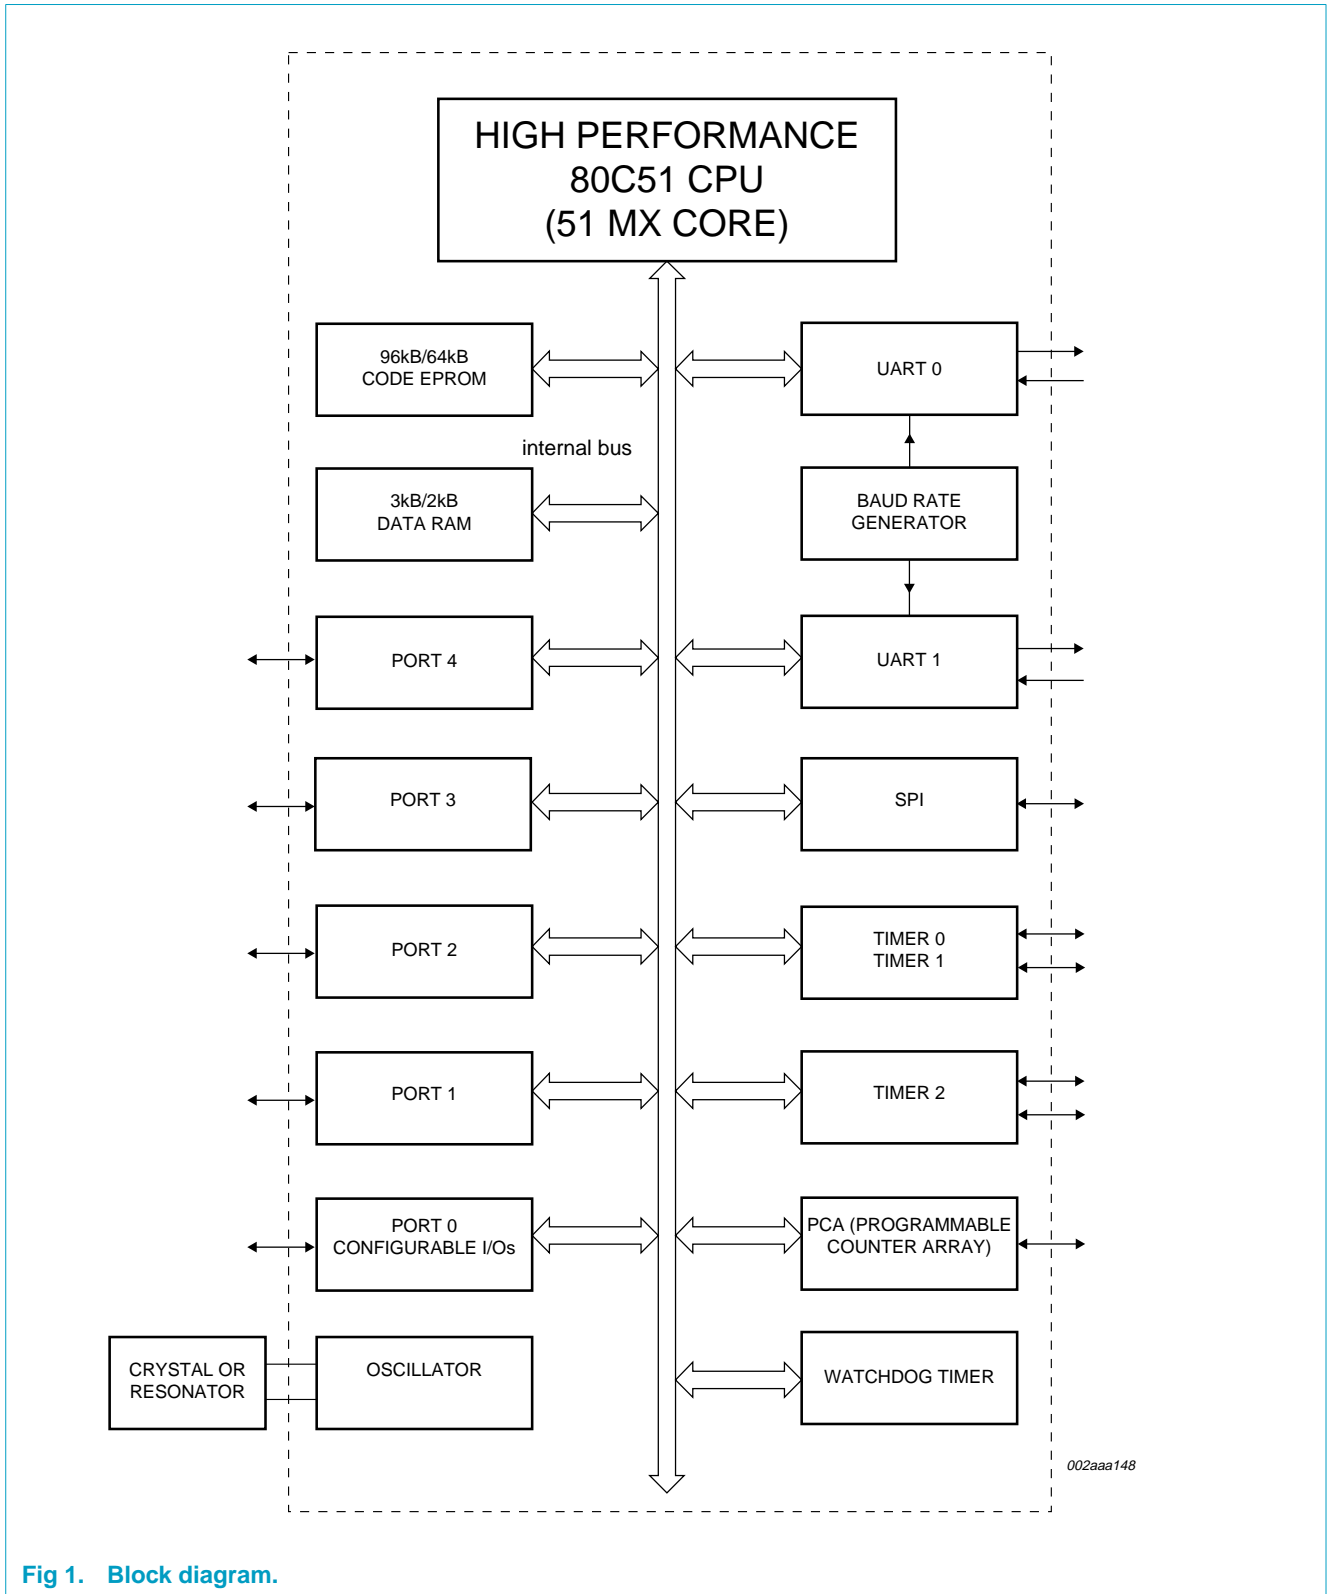 HIGH PERFORMANCE
80C51 CPU
(51 MX CORE)
96kB/64kB
CODE EPROM
UART 0
internal bus
3kB/2kB
DATA RAM
BAUD RATE
GENERATOR
PORT 4
UART 1
PORT 3
SPI
PORT 2
TIMER 0
TIMER 1
PORT 1
TIMER 2
PORT 0
CONFIGURABLE I/Os
PCA (PROGRAMMABLE
COUNTER ARRAY)
CRYSTAL OR
RESONATOR
OSCILLATOR
WATCHDOG TIMER
002aaa148
Fig 1. Block diagram.